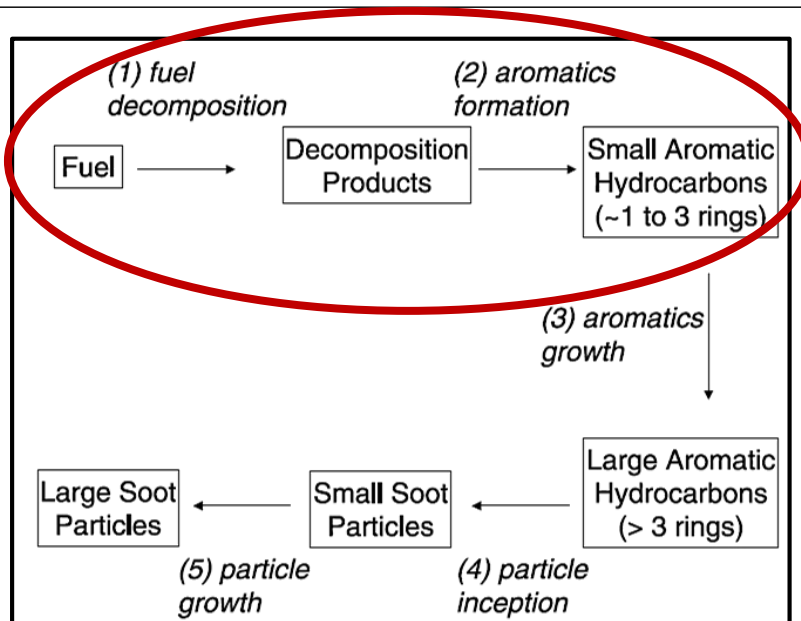 (1) fuel
decomposition
(2) aromatics
formation
Fuel
Decomposition
Products
Small Aromatic
Hydrocarbons
(~1 to 3 rings)
(3) aromatics
growth
Large Aromatic
Hydrocarbons
(> 3 rings)
(4) particle
inception
Small Soot
Particles
(5) particle
growth
Large Soot
Particles